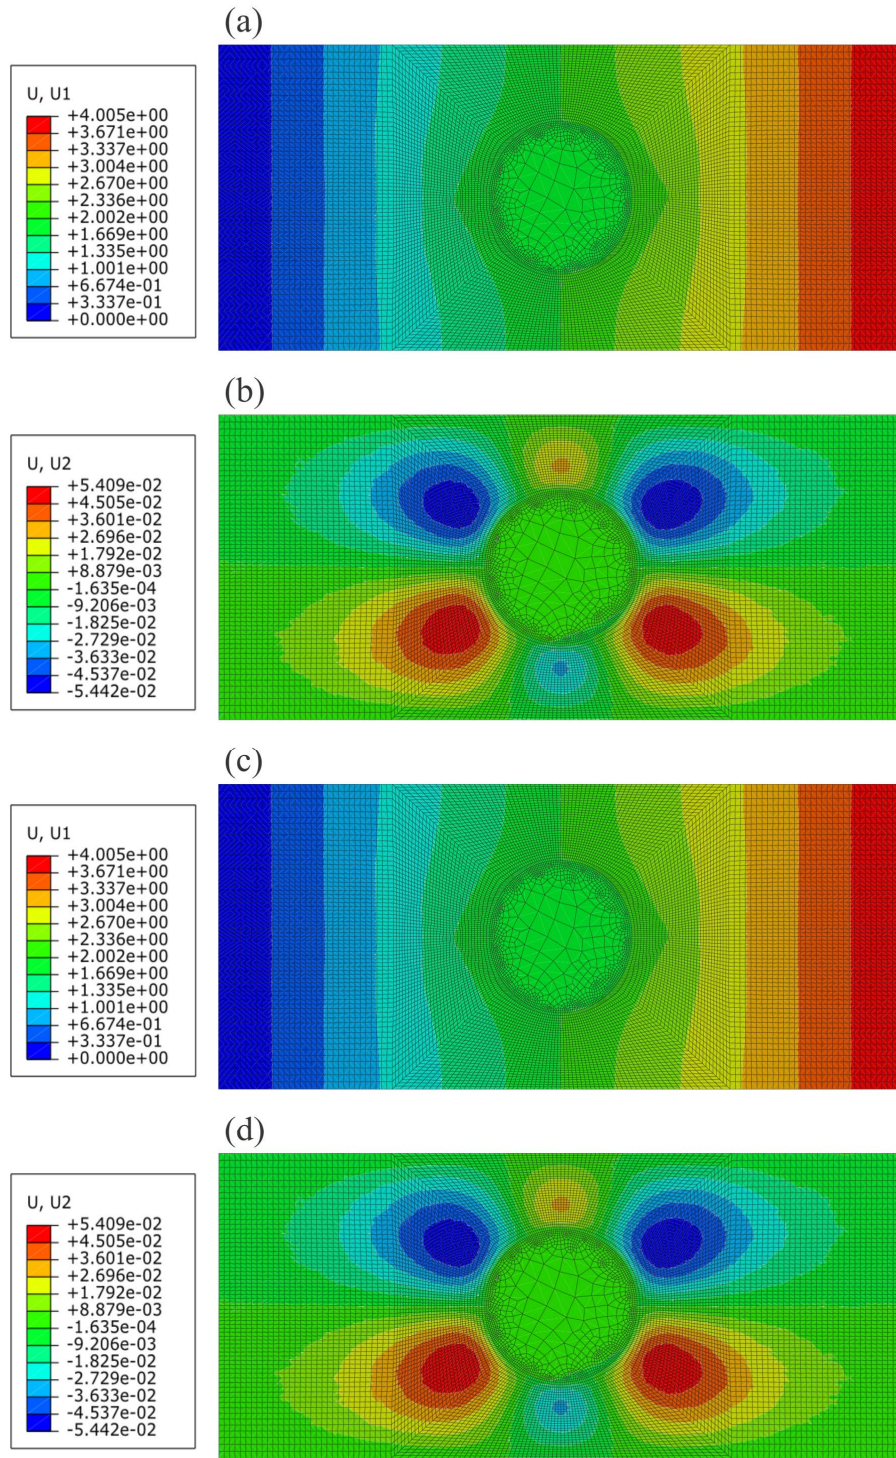 (a)
U, U1
+4.005e+00
+3.671e+00
+3.337e+00
+3.004e+00
+2.670e+00
+2.336e+00
+2.002e+00
+1.669e+00
+1.335e+00
+1.001e+00
+6.674e-01
+3.337e-01
+0.000e+00
(b)
U, U2
+5.409e-02
+4.505e-02
+3.601e-02
+2.696e-02
+1.792e-02
+8.879e-03
-1.635e-04
-9.206e-03
-1.825e-02
-2.729e-02
-3.633e-02
-4.537e-02
-5.442e-02
(c)
U, U1
+4.005e+00
+3.671e+00
+3.337e+00
+3.004e+00
+2.670e+00
+2.336e+00
+2.002e+00
+1.669e+00
+1.335e+00
+1.001e+00
+6.674e-01
+3.337e-01
+0.000e+00
(d)
U, U2
+5.409e-02
+4.505e-02
+3.601e-02
+2.696e-02
+1.792e-02
+8.879e-03
-1.635e-04
-9.206e-03
-1.825e-02
-2.729e-02
-3.633e-02
-4.537e-02
-5.442e-02